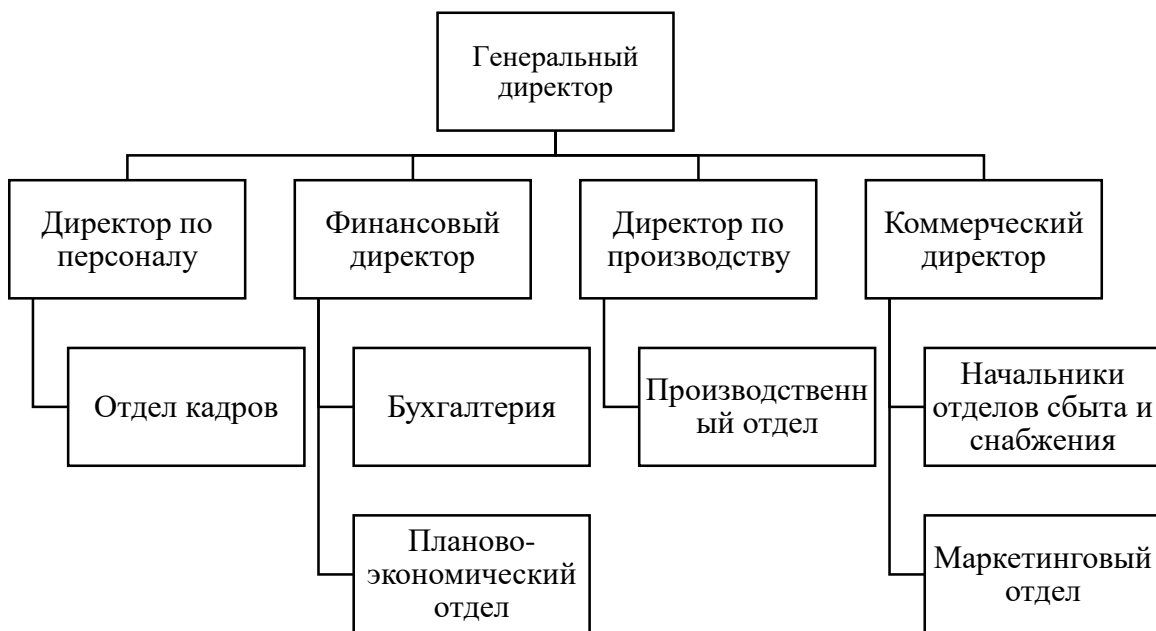 Генеральный
директор
Директор по
персоналу
Финансовый
директор
Директор по
производству
Коммерческий
директор
Отдел кадров
Бухгалтерия
Производственн
ый отдел
Начальники
отделов сбыта и
снабжения
Планово-
экономический
отдел
Маркетинговый
отдел